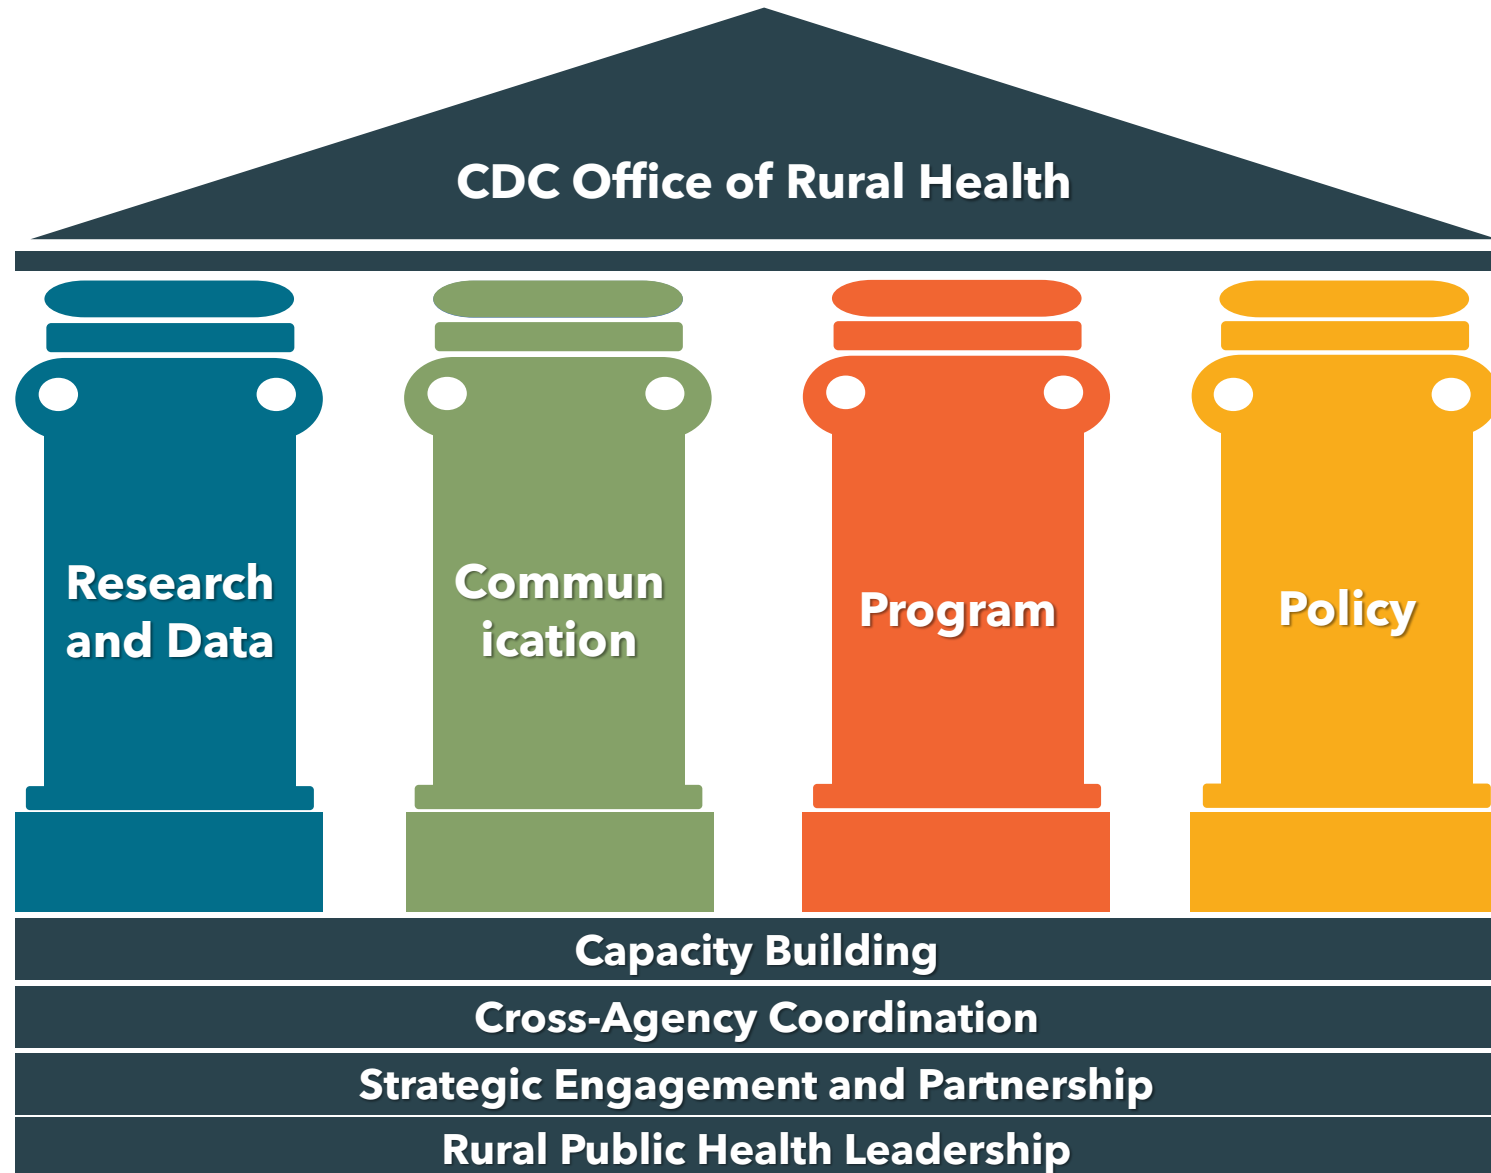 CDC Office of Rural Health
Research
and Data
Commun
ication
Program
Policy
Capacity Building
Cross-Agency Coordination
Strategic Engagement and Partnership
Rural Public Health Leadership